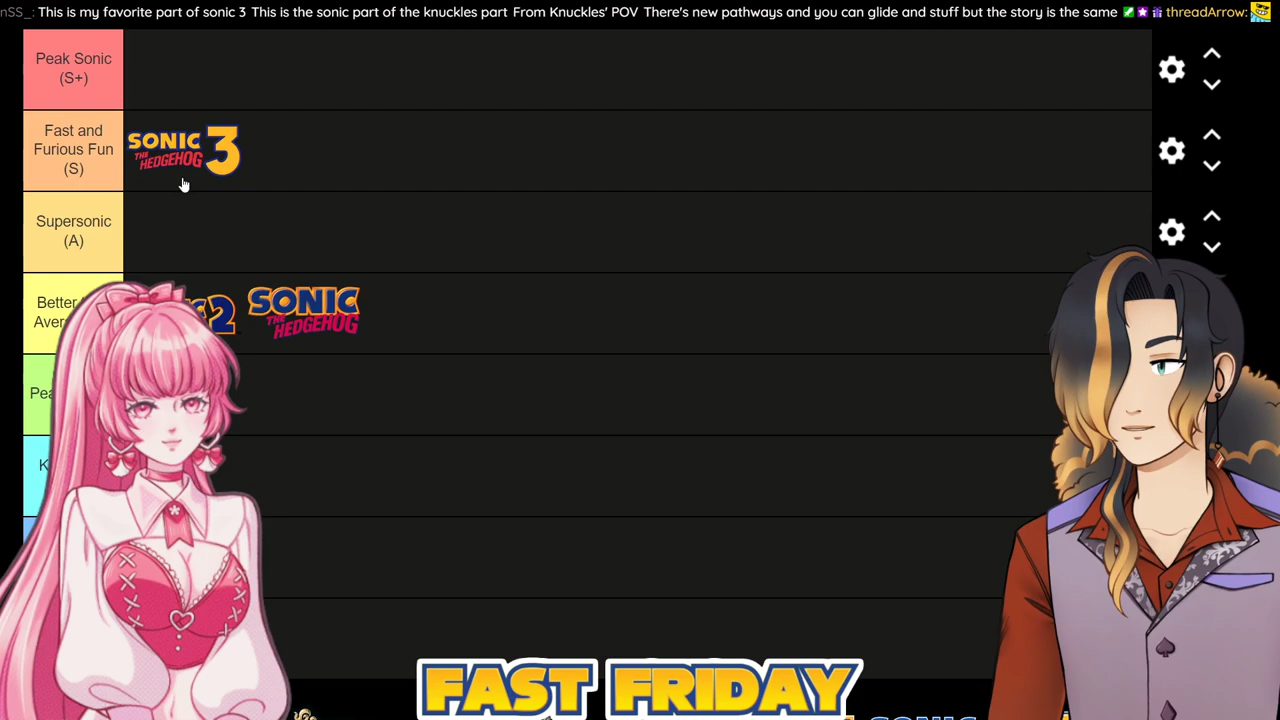 nSS_: This is my favorite part of sonic 3 This is the sonic part of the knuckles part From Knuckles' POV There's new pathways and you can glide and stuff but the story is the same threadArrow:
Peak Sonic
(S+)
Fast and
Furious Fun
(S)
SONIC
THE HEDGEHOG
3
Supersonic
(A)
Better
2
SONIC
THE
HEDGEHOG
FAST FRIDAY